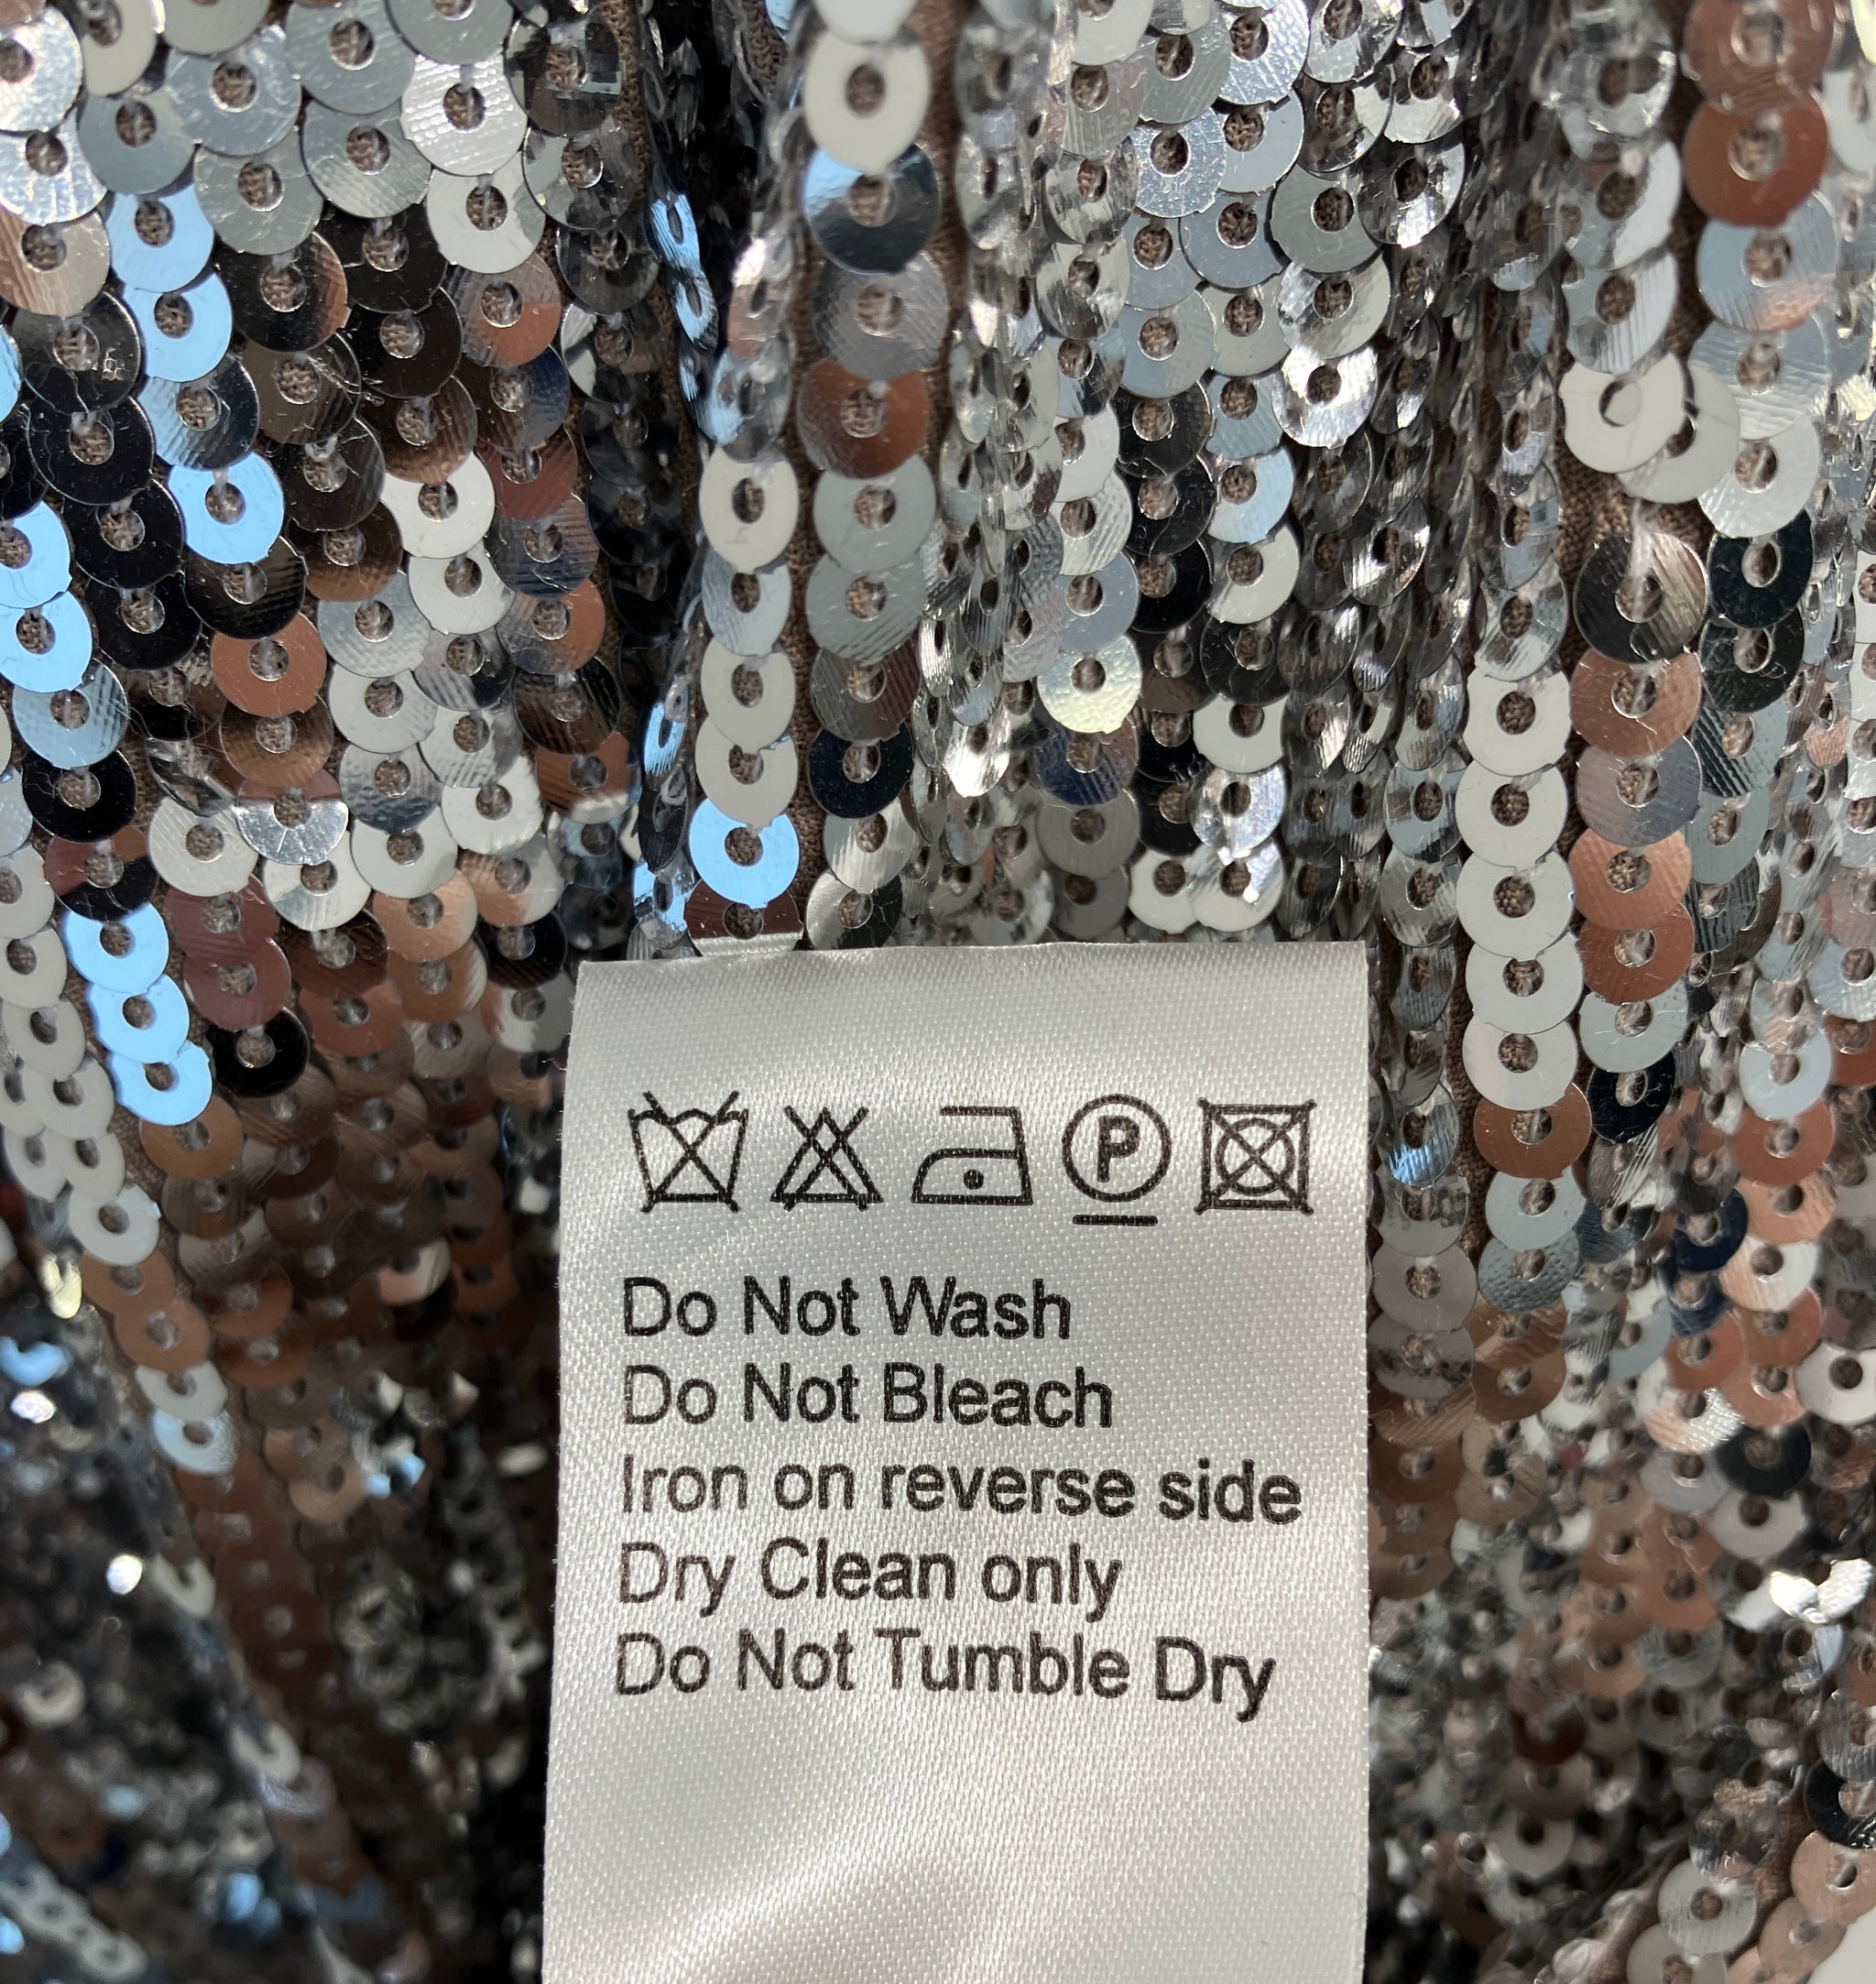 P
Do Not Wash
Do Not Bleach
Iron on reverse side
Dry Clean only
Do Not Tumble Dry